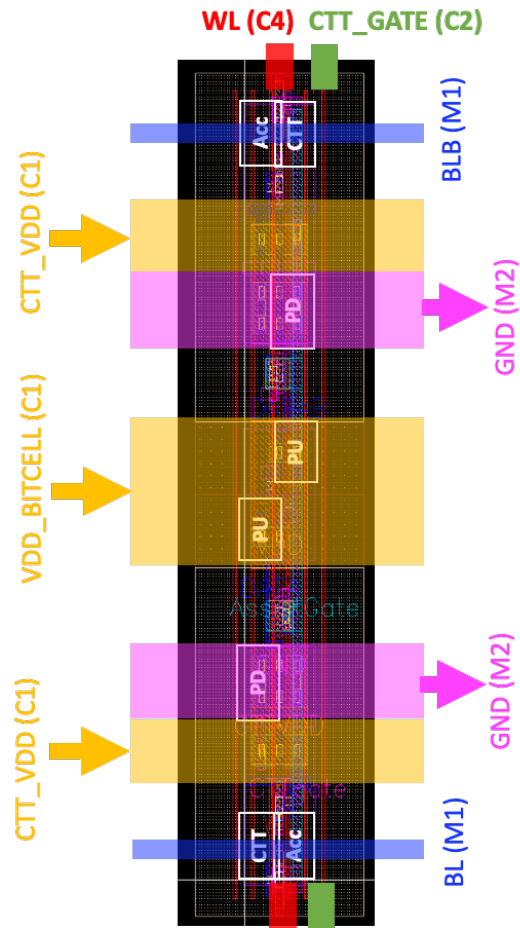 WL (C4) CTT_GATE (C2)
Acc
CTT
BLB (M1)
CTT_VDD (C1)
PD
GND (M2)
VDD_BITCELL (C1)
PU
PU
PD
GND (M2)
CTT_VDD (C1)
CTT
Acc
BL (M1)